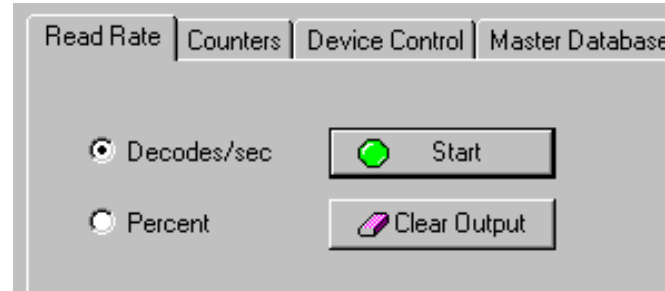 Read Rate Counters Device Control Master Database
Decodes/sec Start
Percent Clear Output